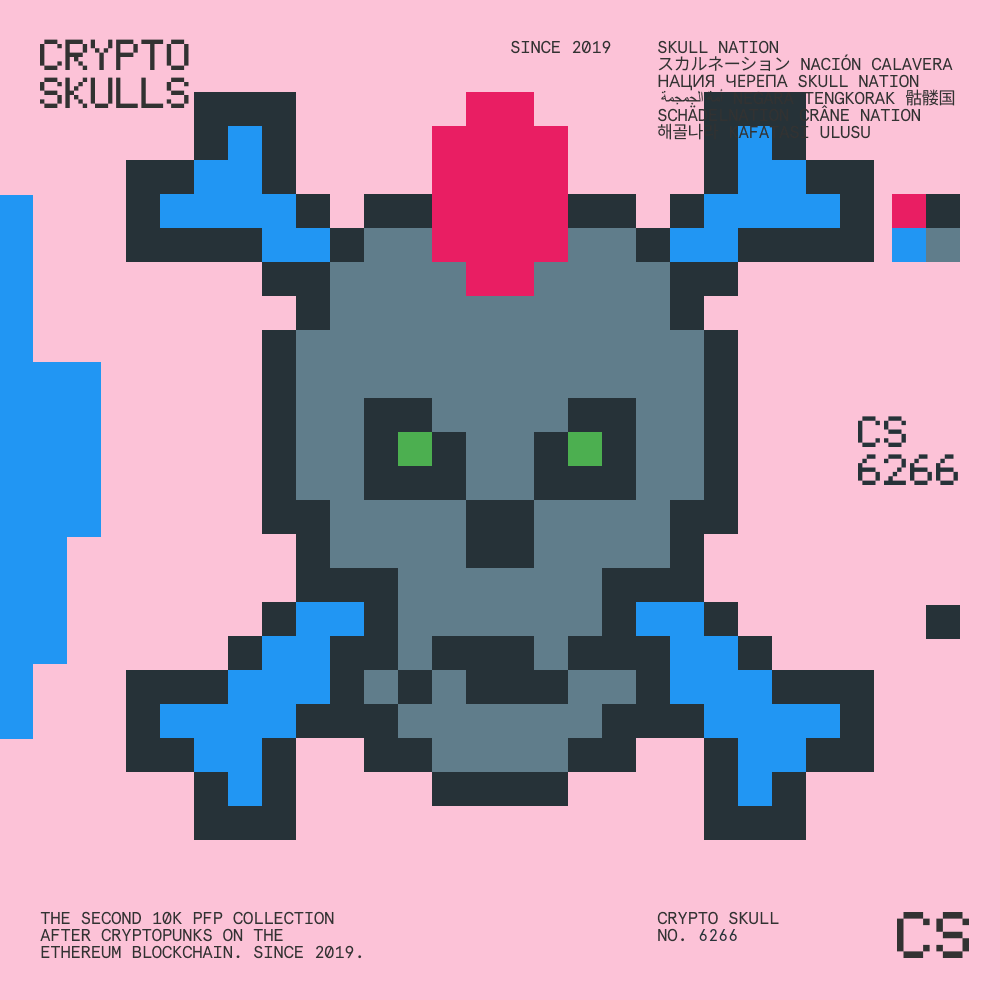 CRYPTO
SKULLS
SINCE 2019
SKULL NATION
スカルネーション NACIÓN CALAVERA
НАЦИЯ ЧЕРЕПА SKULL NATION
TENGKORAK 骷髅国
CRÂNE NATION
ULUSU
CS
6266
THE SECOND 10K PFP COLLECTION
AFTER CRYPTOPUNKS ON THE
ETHEREUM BLOCKCHAIN. SINCE 2019.
CRYPTO SKULL
NO. 6266
CS